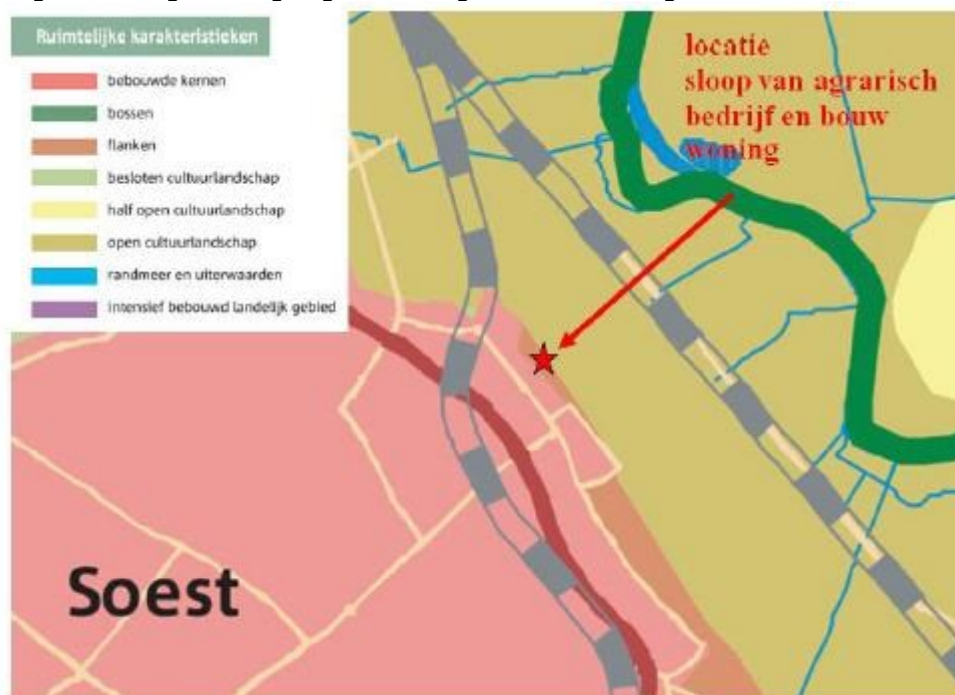 Ruimtelijke karakteristieken
bebouwde kernen
bossen
flanken
besloten cultuurlandschap
half open cultuurlandschap
open cultuurlandschap
randmeer en uiterwaarden
intensief bebouwd landelijk gebied
locatie
sloop van agrarisch
bedrijf en bouw
woning
Soest